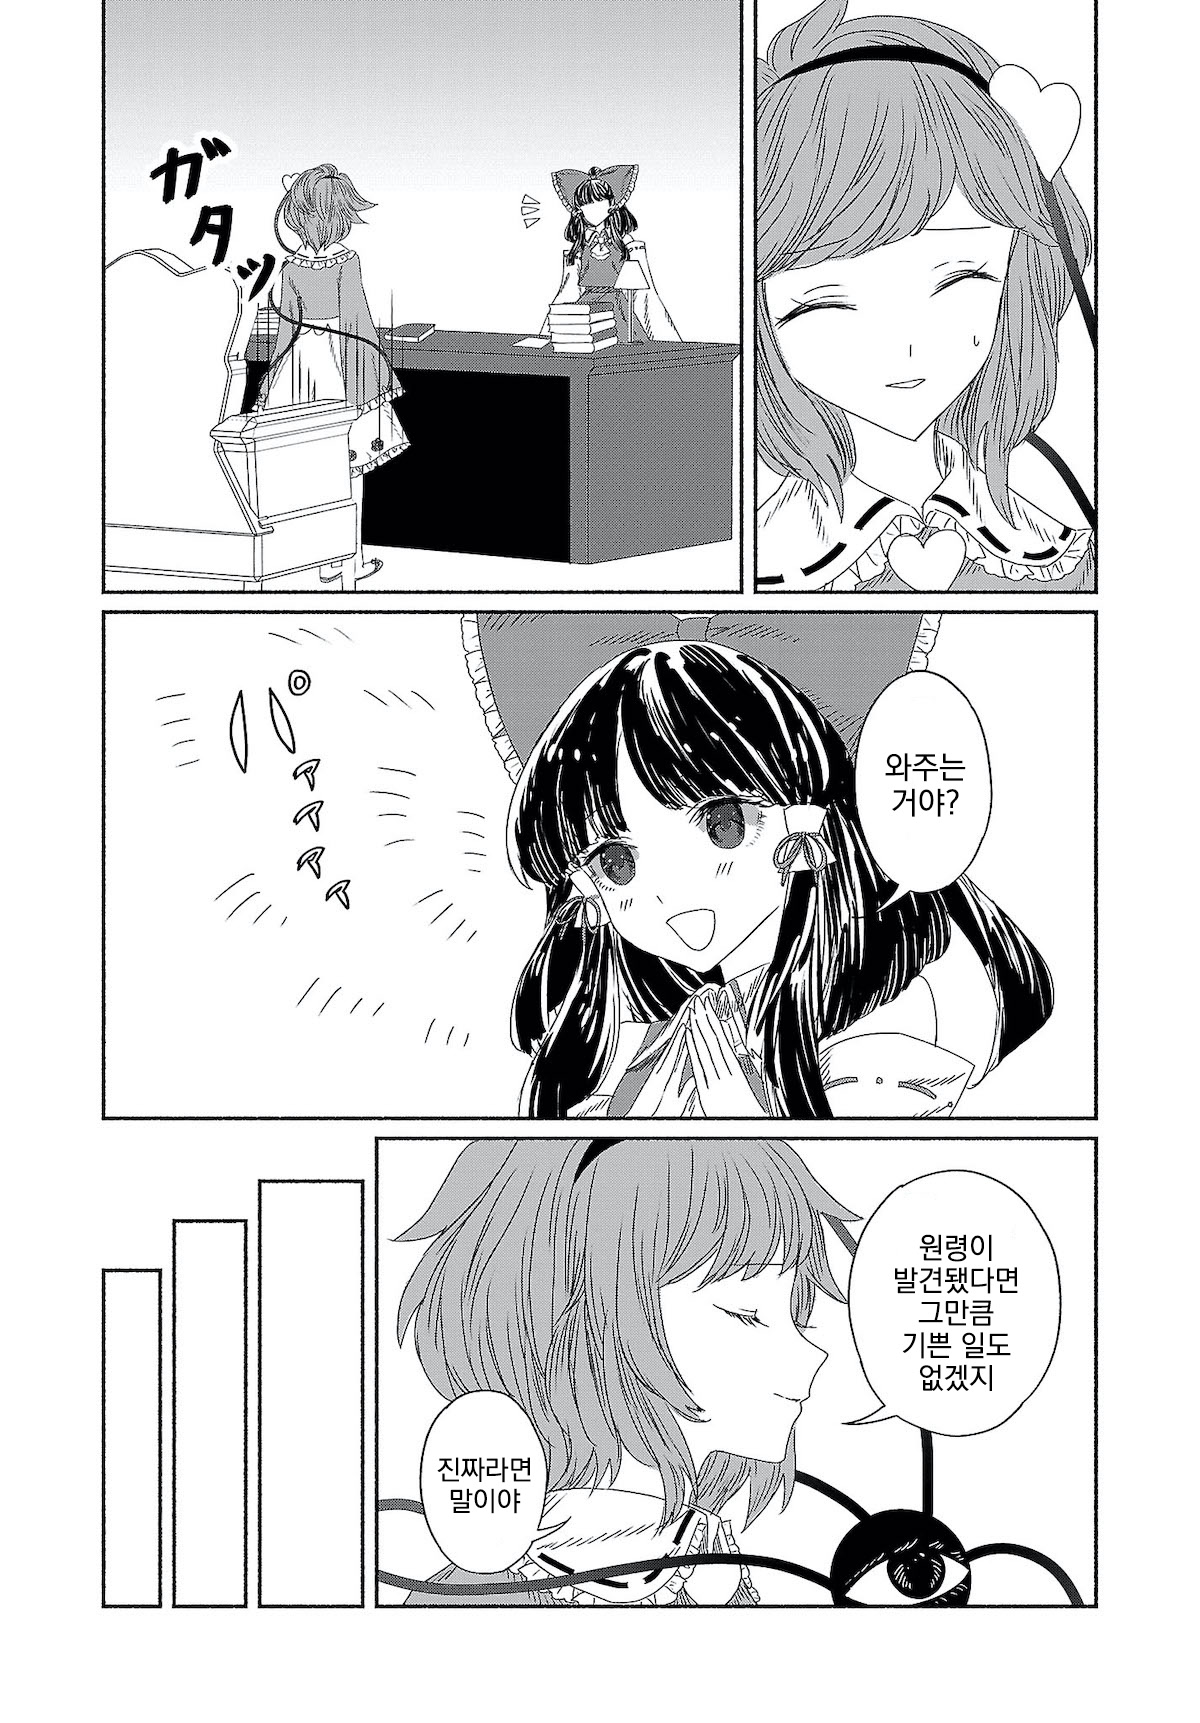 ガタッ
パァァァァ
와주는
거야?
원령이
발견됐다면
그만큼
기쁜 일도
없겠지
진짜라면
말이야